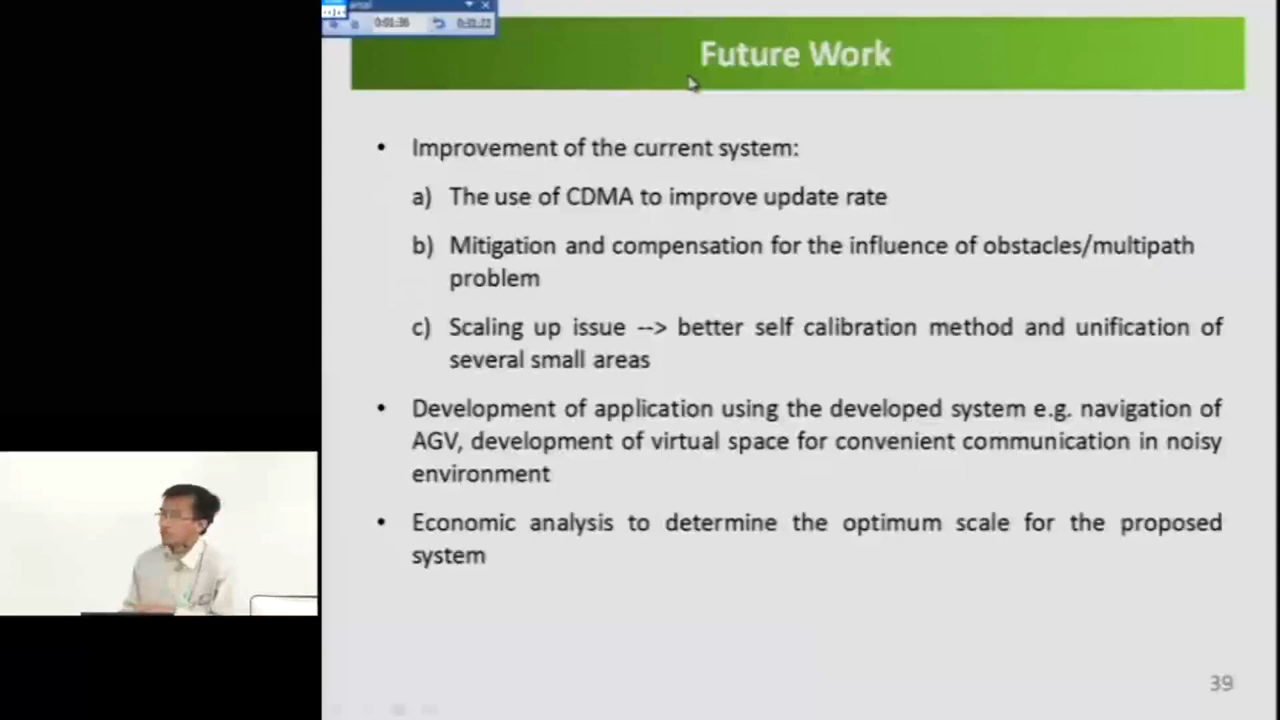 0:01:36
Future Work
• Improvement of the current system:
a) The use of CDMA to improve update rate
b) Mitigation and compensation for the influence of obstacles/multipath
problem
c) Scaling up issue --> better self calibration method and unification of
several small areas
• Development of application using the developed system e.g. navigation of
AGV, development of virtual space for convenient communication in noisy
environment
• Economic analysis to determine the optimum scale for the proposed
system
39